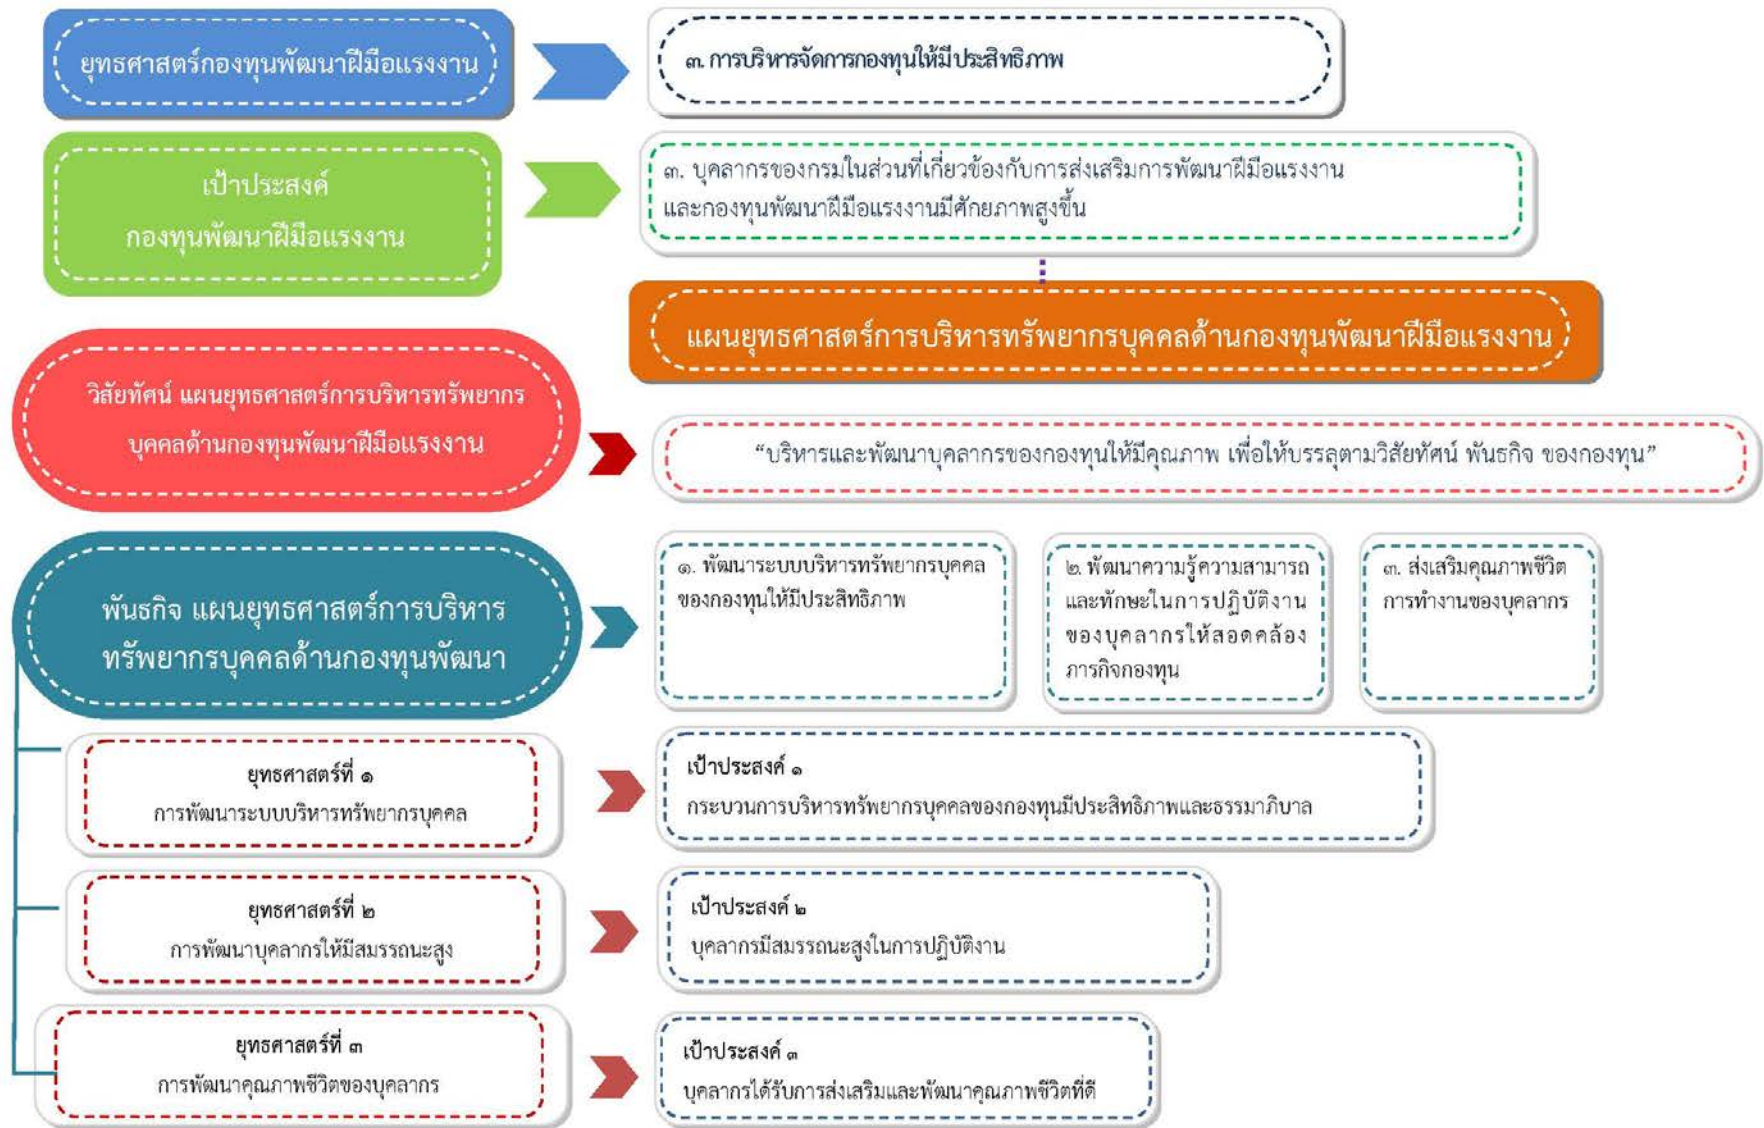 ยุทธศาสตร์กองทุนพัฒนาฝีมือแรงงาน
๓. การบริหารจัดการกองทุนให้มีประสิทธิภาพ
เป้าประสงค์
กองทุนพัฒนาฝีมือแรงงาน
๓. บุคลากรของกรมในส่วนที่เกี่ยวข้องกับการส่งเสริมการพัฒนาฝีมือแรงงาน
และกองทุนพัฒนาฝีมือแรงงานมีศักยภาพสูงขึ้น
แผนยุทธศาสตร์การบริหารทรัพยากรบุคคลด้านกองทุนพัฒนาฝีมือแรงงาน
วิสัยทัศน์ แผนยุทธศาสตร์การบริหารทรัพยากร
บุคคลด้านกองทุนพัฒนาฝีมือแรงงาน
“บริหารและพัฒนาบุคลากรของกองทุนให้มีคุณภาพ เพื่อให้บรรลุตามวิสัยทัศน์ พันธกิจ ของกองทุน”
พันธกิจ แผนยุทธศาสตร์การบริหาร
ทรัพยากรบุคคลด้านกองทุนพัฒนา
๑. พัฒนาระบบบริหารทรัพยากรบุคคล
ของกองทุนให้มีประสิทธิภาพ
๒. พัฒนาความรู้ความสามารถ
และทักษะในการปฏิบัติงาน
ของบุคลากรให้สอดคล้อง
ภารกิจกองทุน
๓. ส่งเสริมคุณภาพชีวิต
การทำงานของบุคลากร
ยุทธศาสตร์ที่ ๑
การพัฒนาระบบบริหารทรัพยากรบุคคล
เป้าประสงค์ ๑
กระบวนการบริหารทรัพยากรบุคคลของกองทุนมีประสิทธิภาพและธรรมาภิบาล
ยุทธศาสตร์ที่ ๒
การพัฒนาบุคลากรให้มีสมรรถนะสูง
เป้าประสงค์ ๒
บุคลากรมีสมรรถนะสูงในการปฏิบัติงาน
ยุทธศาสตร์ที่ ๓
การพัฒนาคุณภาพชีวิตของบุคลากร
เป้าประสงค์ ๓
บุคลากรได้รับการส่งเสริมและพัฒนาคุณภาพชีวิตที่ดี